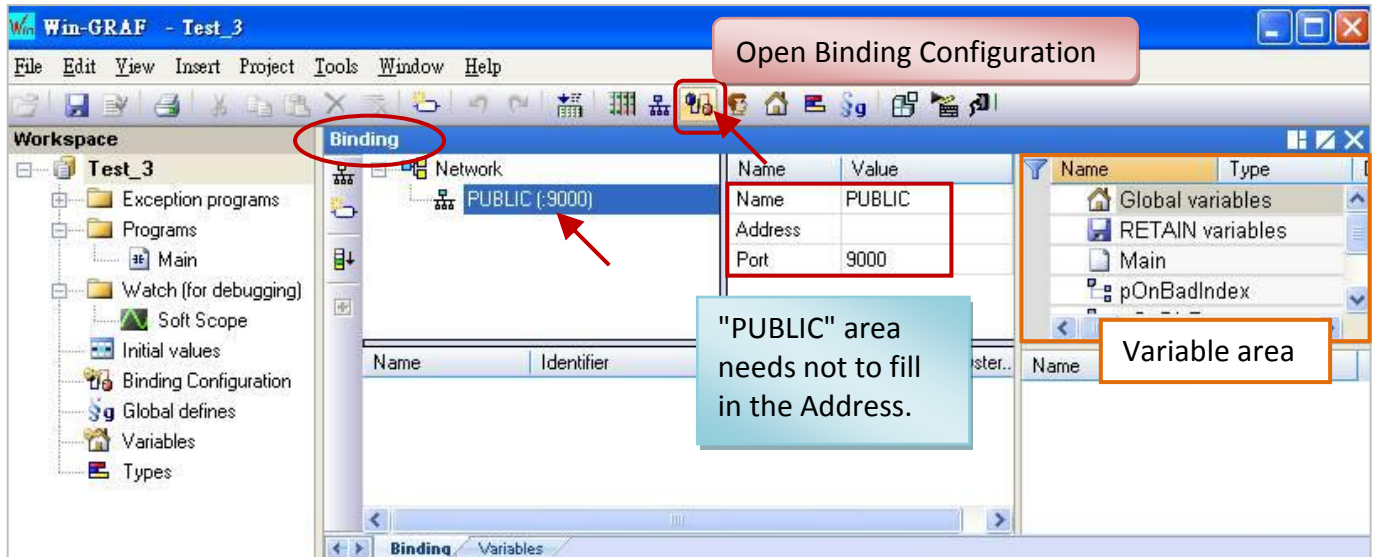 Win-GRAF - Test_3
Open Binding Configuration
File Edit View Insert Project Tools Window Help
Workspace
Test_3
Exception programs
Programs
Main
Watch (for debugging)
Soft Scope
Initial values
Binding Configuration
Global defines
Variables
Types
Binding
Network
PUBLIC (:9000)
Name Value
Name PUBLIC
Address
Port 9000
"PUBLIC" area
needs not to fill
in the Address.
Name Type
Global variables
RETAIN variables
Main
pOnBadIndex
Variable area
Name Identifier
Name
Binding Variables